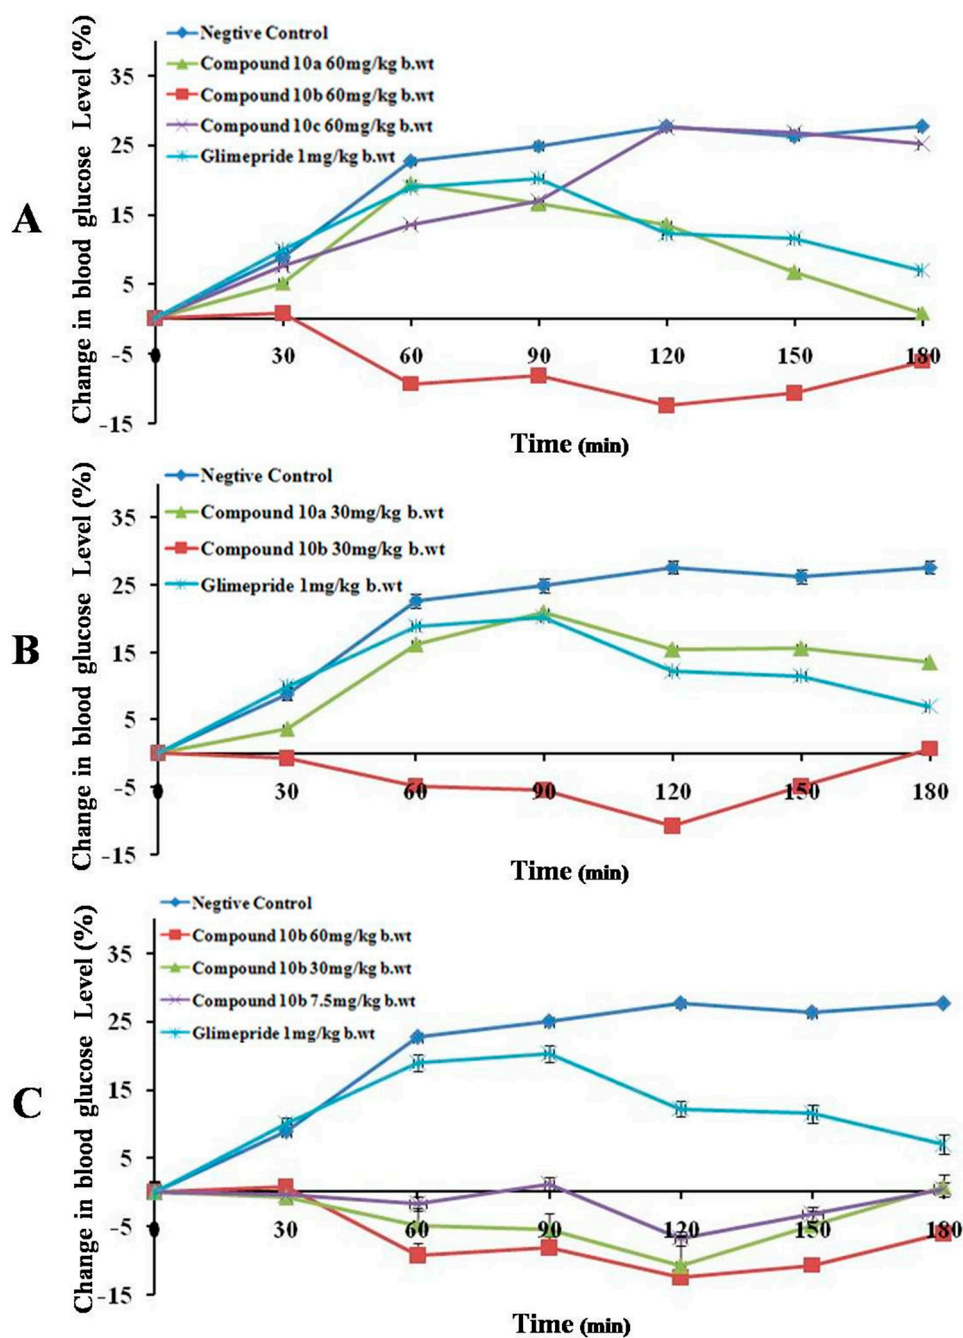 A
Change in blood glucose Level (%)
Negtive Control
Compound 10a 60mg/kg b.wt
Compound 10b 60mg/kg b.wt
Compound 10c 60mg/kg b.wt
Glimepride 1mg/kg b.wt
35
25
15
5
-5
-15
0 30 60 90 120 150 180
Time (min)
B
Change in blood glucose Level (%)
Negtive Control
Compound 10a 30mg/kg b.wt
Compound 10b 30mg/kg b.wt
Glimepride 1mg/kg b.wt
35
25
15
5
-5
-15
0 30 60 90 120 150 180
Time (min)
C
Change in blood glucose Level (%)
Negtive Control
Compound 10b 60mg/kg b.wt
Compound 10b 30mg/kg b.wt
Compound 10b 7.5mg/kg b.wt
Glimepride 1mg/kg b.wt
35
25
15
5
-5
-15
0 30 60 90 120 150 180
Time (min)